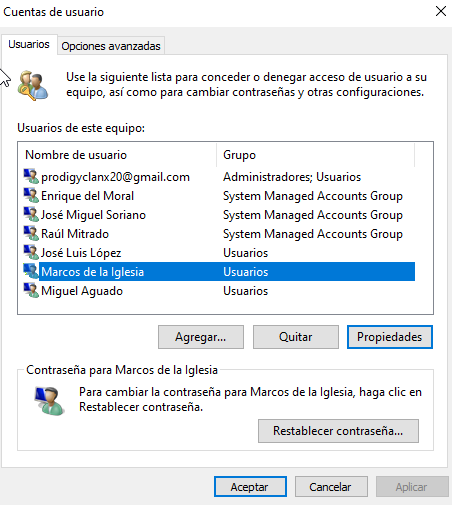 Cuentas de usuario
Usuarios
Opciones avanzadas
Use la siguiente lista para conceder o denegar acceso de usuario a su
equipo, así como para cambiar contraseñas y otras configuraciones.
Usuarios de este equipo:
Nombre de usuario Grupo
prodigyclanx20@gmail.com Administradores; Usuarios
Enrique del Moral System Managed Accounts Group
José Miguel Soriano System Managed Accounts Group
Raúl Mitrado System Managed Accounts Group
José Luis López Usuarios
Marcos de la Iglesia Usuarios
Miguel Aguado Usuarios
Agregar... Quitar Propiedades
Contraseña para Marcos de la Iglesia
Para cambiar la contraseña para Marcos de la Iglesia, haga clic en
Restablecer contraseña.
Restablecer contraseña...
Aceptar Cancelar Aplicar